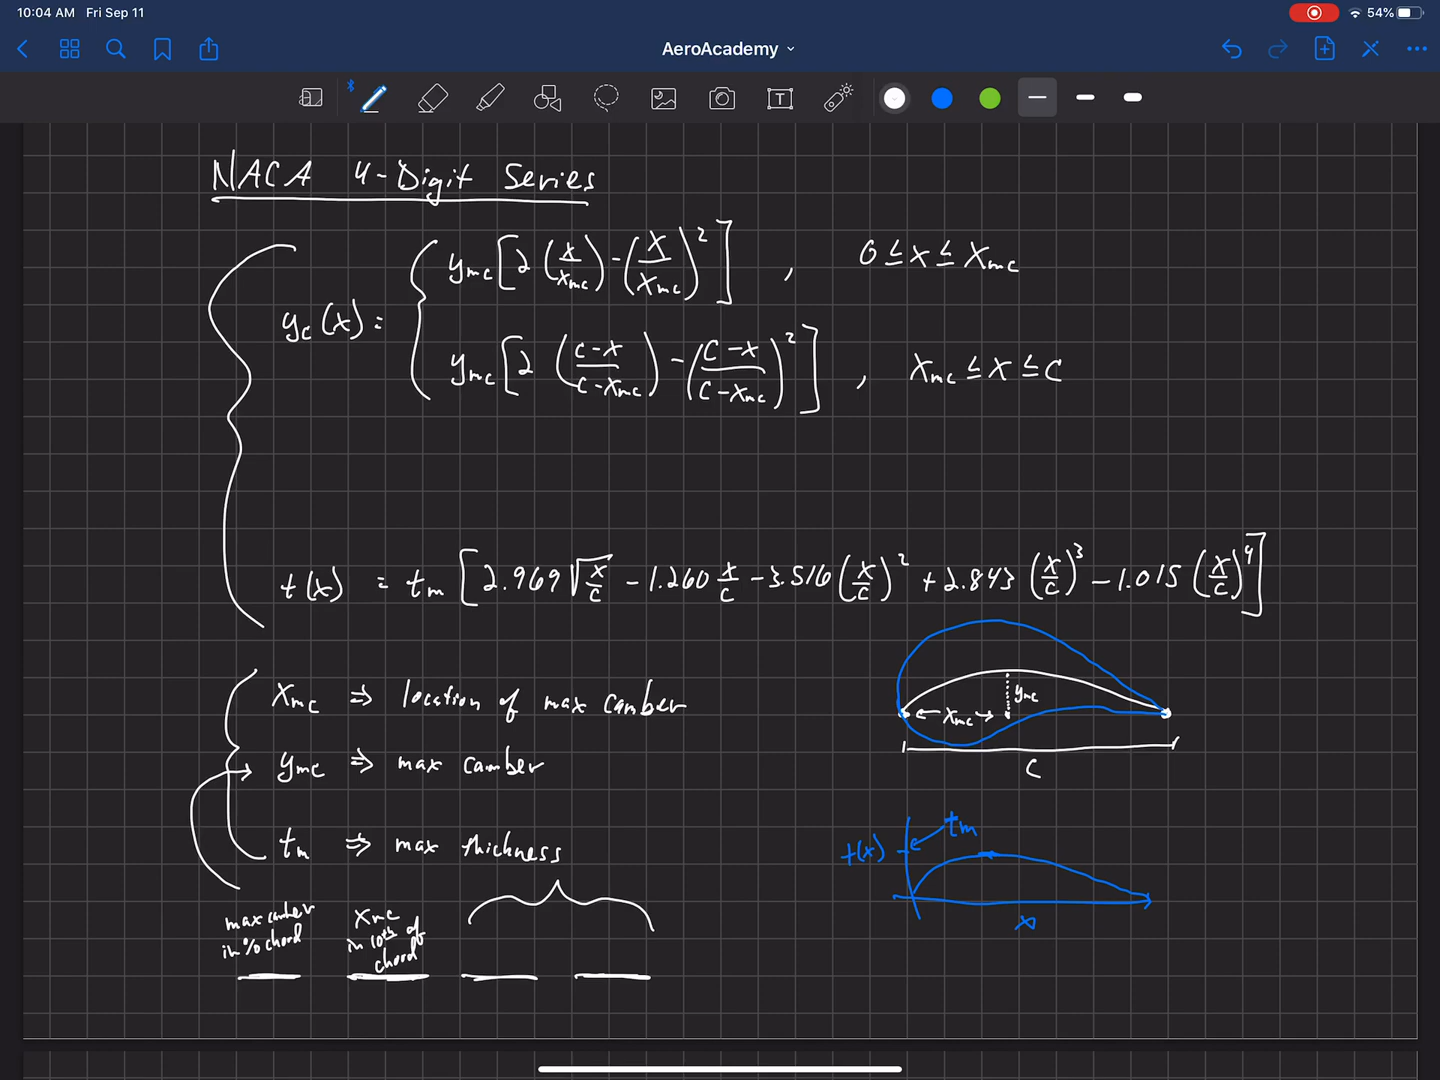 10:04 AM Fri Sep 11
54%
AeroAcademy
NACA 4-Digit Series
y_c(x) = { y_mc [2 (x/x_mc) - (x/x_mc)^2] , 0 ≤ x ≤ x_mc
y_mc [2 ((c-x)/(c-x_mc)) - ((c-x)/(c-x_mc))^2] , x_mc ≤ x ≤ c
t(x) = t_m [2.969 √(x/c) - 1.260 x/c - 3.516 (x/c)^2 + 2.843 (x/c)^3 - 1.015 (x/c)^4]
x_mc ⇒ location of max camber
y_mc ⇒ max camber
t_m ⇒ max thickness
max camber
in % chord
x_mc
in 10ths of
chord
y_mc
← x_mc →
c
t_m
t(x)
x